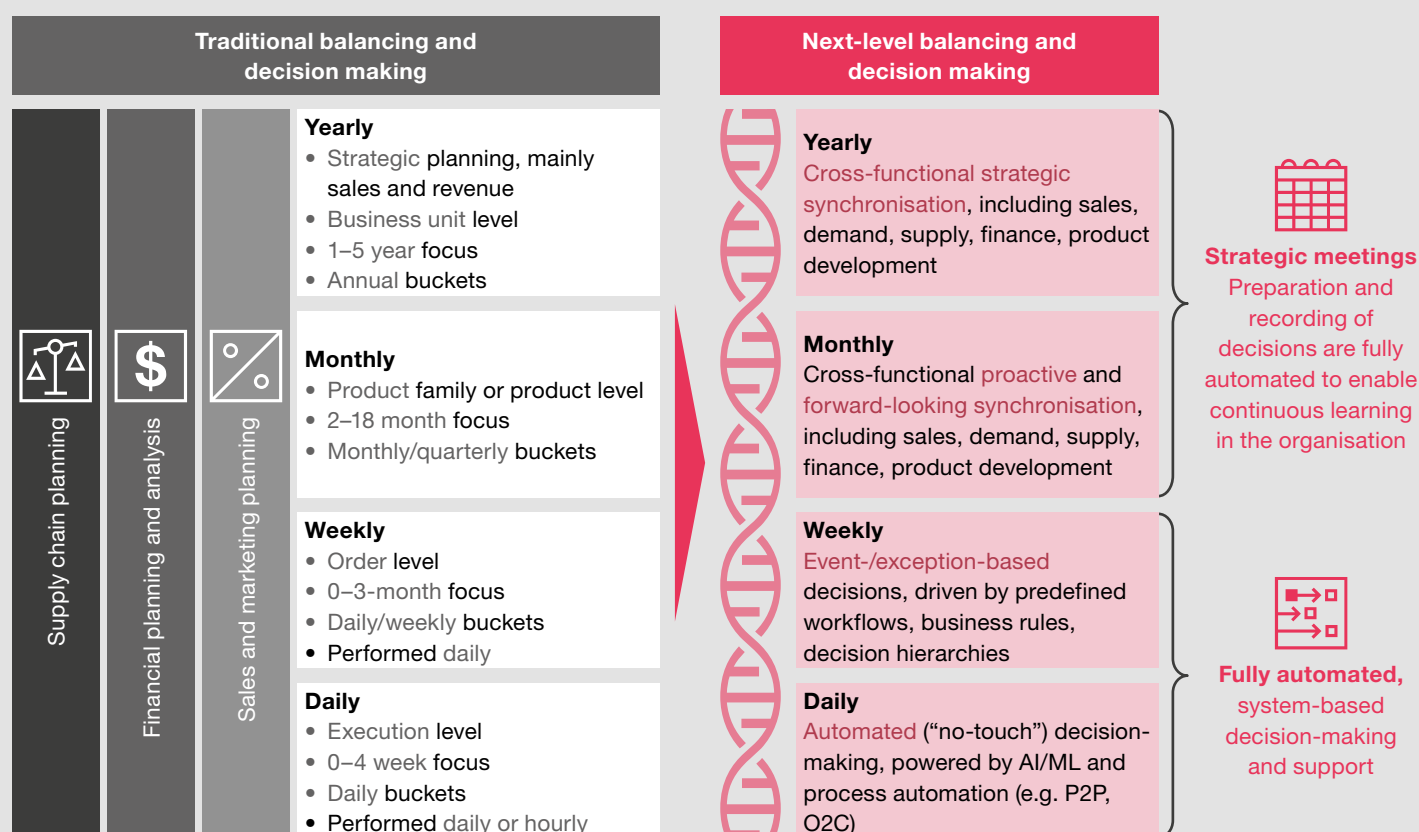 Traditional balancing and
decision making
Supply chain planning
$
Financial planning and analysis
Sales and marketing planning
Yearly
• Strategic planning, mainly
sales and revenue
• Business unit level
• 1–5 year focus
• Annual buckets
Monthly
• Product family or product level
• 2–18 month focus
• Monthly/quarterly buckets
Weekly
• Order level
• 0–3-month focus
• Daily/weekly buckets
• Performed daily
Daily
• Execution level
• 0–4 week focus
• Daily buckets
• Performed daily or hourly
Next-level balancing and
decision making
Yearly
Cross-functional strategic
synchronisation, including sales,
demand, supply, finance, product
development
Monthly
Cross-functional proactive and
forward-looking synchronisation,
including sales, demand, supply,
finance, product development
Weekly
Event-/exception-based
decisions, driven by predefined
workflows, business rules,
decision hierarchies
Daily
Automated (“no-touch”) decision-
making, powered by AI/ML and
process automation (e.g. P2P,
O2C)
Strategic meetings
Preparation and
recording of
decisions are fully
automated to enable
continuous learning
in the organisation
Fully automated,
system-based
decision-making
and support